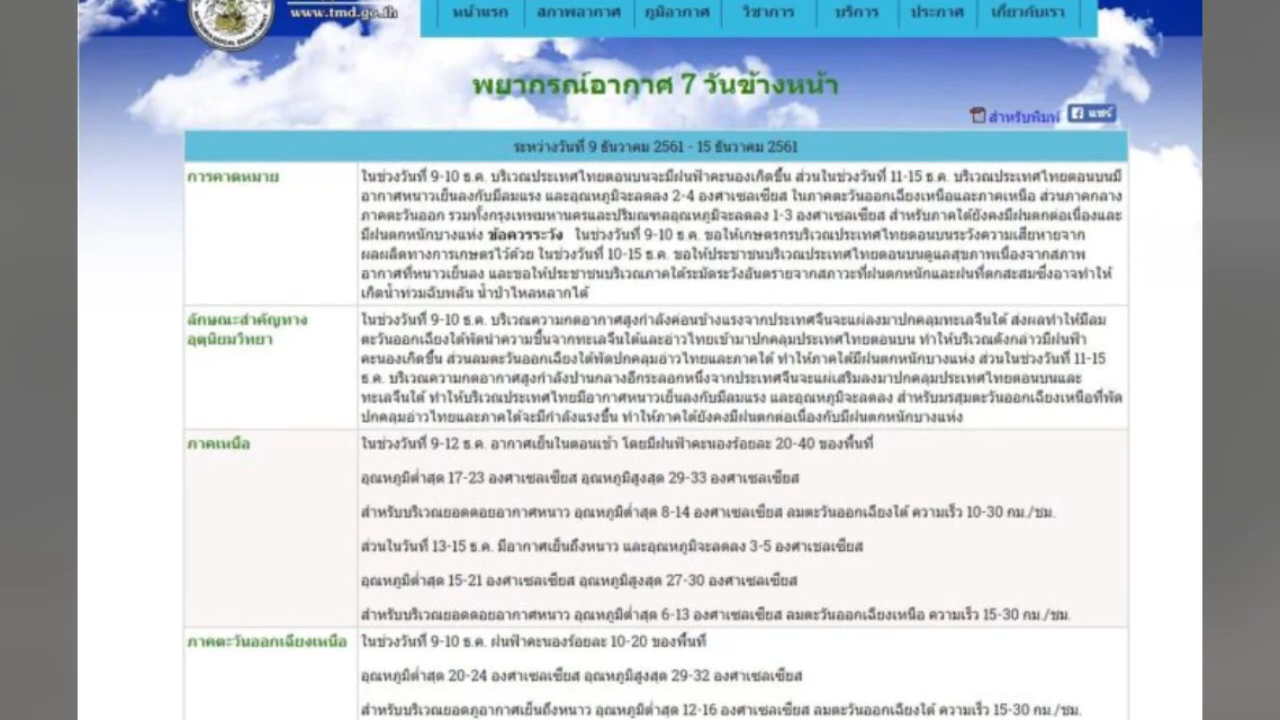 www.tmd.go.th
หน้าแรก สภาพอากาศ ภูมิอากาศ วิชาการ บริการ ประกาศ เกี่ยวกับเรา
พยากรณ์อากาศ 7 วันข้างหน้า
สำหรับพิมพ์ แชร์
ระหว่างวันที่ 9 ธันวาคม 2561 - 15 ธันวาคม 2561
การคาดหมาย
ในช่วงวันที่ 9-10 ธ.ค. บริเวณประเทศไทยตอนบนจะมีฝนฟ้าคะนองเกิดขึ้น ส่วนในช่วงวันที่ 11-15 ธ.ค. บริเวณประเทศไทยตอนบนมี
อากาศหนาวเย็นลงกับมีลมแรง และอุณหภูมิจะลดลง 2-4 องศาเซลเซียส ในภาคตะวันออกเฉียงเหนือและภาคเหนือ ส่วนภาคกลาง
ภาคตะวันออก รวมทั้งกรุงเทพมหานครและปริมณฑลอุณหภูมิจะลดลง 1-3 องศาเซลเซียส สำหรับภาคใต้ยังคงมีฝนตกต่อเนื่องและ
มีฝนตกหนักบางแห่ง ข้อควรระวัง ในช่วงวันที่ 9-10 ธ.ค. ขอให้เกษตรกรบริเวณประเทศไทยตอนบนระวังความเสียหายจาก
ผลผลิตทางการเกษตรไว้ด้วย ในช่วงวันที่ 10-15 ธ.ค. ขอให้ประชาชนบริเวณประเทศไทยตอนบนดูแลสุขภาพเนื่องจากสภาพ
อากาศที่หนาวเย็นลง และขอให้ประชาชนบริเวณภาคใต้ระมัดระวังอันตรายจากสภาวะที่ฝนตกหนักและฝนที่ตกสะสมซึ่งอาจทำให้
เกิดน้ำท่วมฉับพลัน น้ำป่าไหลหลากได้
ลักษณะสำคัญทาง
อุตุนิยมวิทยา
ในช่วงวันที่ 9-10 ธ.ค. บริเวณความกดอากาศสูงกำลังค่อนข้างแรงจากประเทศจีนจะแผ่ลงมาปกคลุมทะเลจีนใต้ ส่งผลทำให้มีลม
ตะวันออกเฉียงใต้พัดนำความชื้นจากทะเลจีนใต้และอ่าวไทยเข้ามาปกคลุมประเทศไทยตอนบน ทำให้บริเวณดังกล่าวมีฝนฟ้า
คะนองเกิดขึ้น ส่วนลมตะวันออกเฉียงใต้พัดปกคลุมอ่าวไทยและภาคใต้ ทำให้ภาคใต้มีฝนตกหนักบางแห่ง ส่วนในช่วงวันที่ 11-15
ธ.ค. บริเวณความกดอากาศสูงกำลังปานกลางอีกระลอกหนึ่งจากประเทศจีนจะแผ่เสริมลงมาปกคลุมประเทศไทยตอนบนและ
ทะเลจีนใต้ ทำให้บริเวณประเทศไทยมีอากาศหนาวเย็นลงกับมีลมแรง และอุณหภูมิจะลดลง สำหรับมรสุมตะวันออกเฉียงเหนือที่พัด
ปกคลุมอ่าวไทยและภาคใต้จะมีกำลังแรงขึ้น ทำให้ภาคใต้ยังคงมีฝนตกต่อเนื่องกับมีฝนตกหนักบางแห่ง
ภาคเหนือ
ในช่วงวันที่ 9-12 ธ.ค. อากาศเย็นในตอนเช้า โดยมีฝนฟ้าคะนองร้อยละ 20-40 ของพื้นที่
อุณหภูมิต่ำสุด 17-23 องศาเซลเซียส อุณหภูมิสูงสุด 29-33 องศาเซลเซียส
สำหรับบริเวณยอดดอยอากาศหนาว อุณหภูมิต่ำสุด 8-14 องศาเซลเซียส ลมตะวันออกเฉียงใต้ ความเร็ว 10-30 กม./ชม.
ส่วนในวันที่ 13-15 ธ.ค. มีอากาศเย็นถึงหนาว และอุณหภูมิจะลดลง 3-5 องศาเซลเซียส
อุณหภูมิต่ำสุด 15-21 องศาเซลเซียส อุณหภูมิสูงสุด 27-30 องศาเซลเซียส
สำหรับบริเวณยอดดอยอากาศหนาว อุณหภูมิต่ำสุด 6-13 องศาเซลเซียส ลมตะวันออกเฉียงเหนือ ความเร็ว 15-30 กม./ชม.
ภาคตะวันออกเฉียงเหนือ
ในช่วงวันที่ 9-10 ธ.ค. ฝนฟ้าคะนองร้อยละ 10-20 ของพื้นที่
อุณหภูมิต่ำสุด 20-24 องศาเซลเซียส อุณหภูมิสูงสุด 29-32 องศาเซลเซียส
สำหรับบริเวณยอดภูอากาศเย็นถึงหนาว อุณหภูมิต่ำสุด 12-16 องศาเซลเซียส ลมตะวันออกเฉียงใต้ ความเร็ว 15-30 กม./ชม.